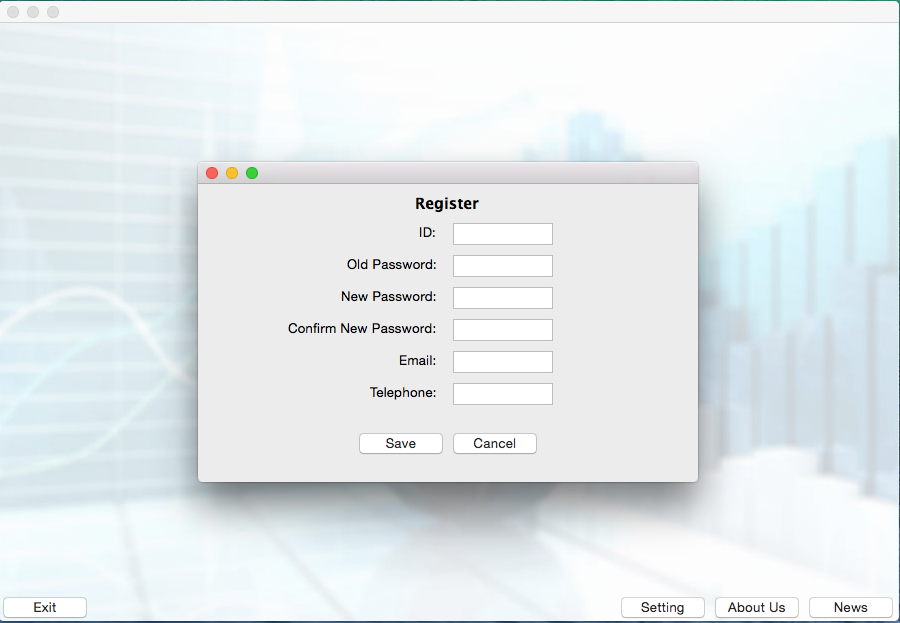 Register
ID:
Old Password:
New Password:
Confirm New Password:
Email:
Telephone:
Save Cancel
Exit Setting About Us News